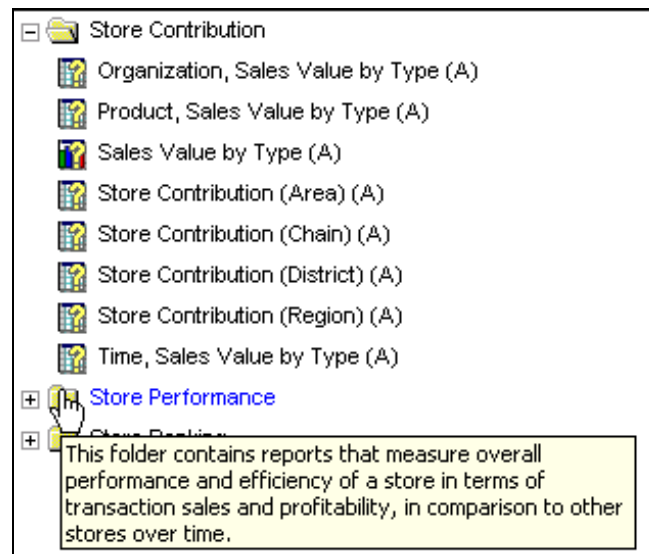 Store Contribution
Organization, Sales Value by Type (A)
Product, Sales Value by Type (A)
Sales Value by Type (A)
Store Contribution (Area) (A)
Store Contribution (Chain) (A)
Store Contribution (District) (A)
Store Contribution (Region) (A)
Time, Sales Value by Type (A)
Store Performance
Store Ranking
This folder contains reports that measure overall
performance and efficiency of a store in terms of
transaction sales and profitability, in comparison to other
stores over time.